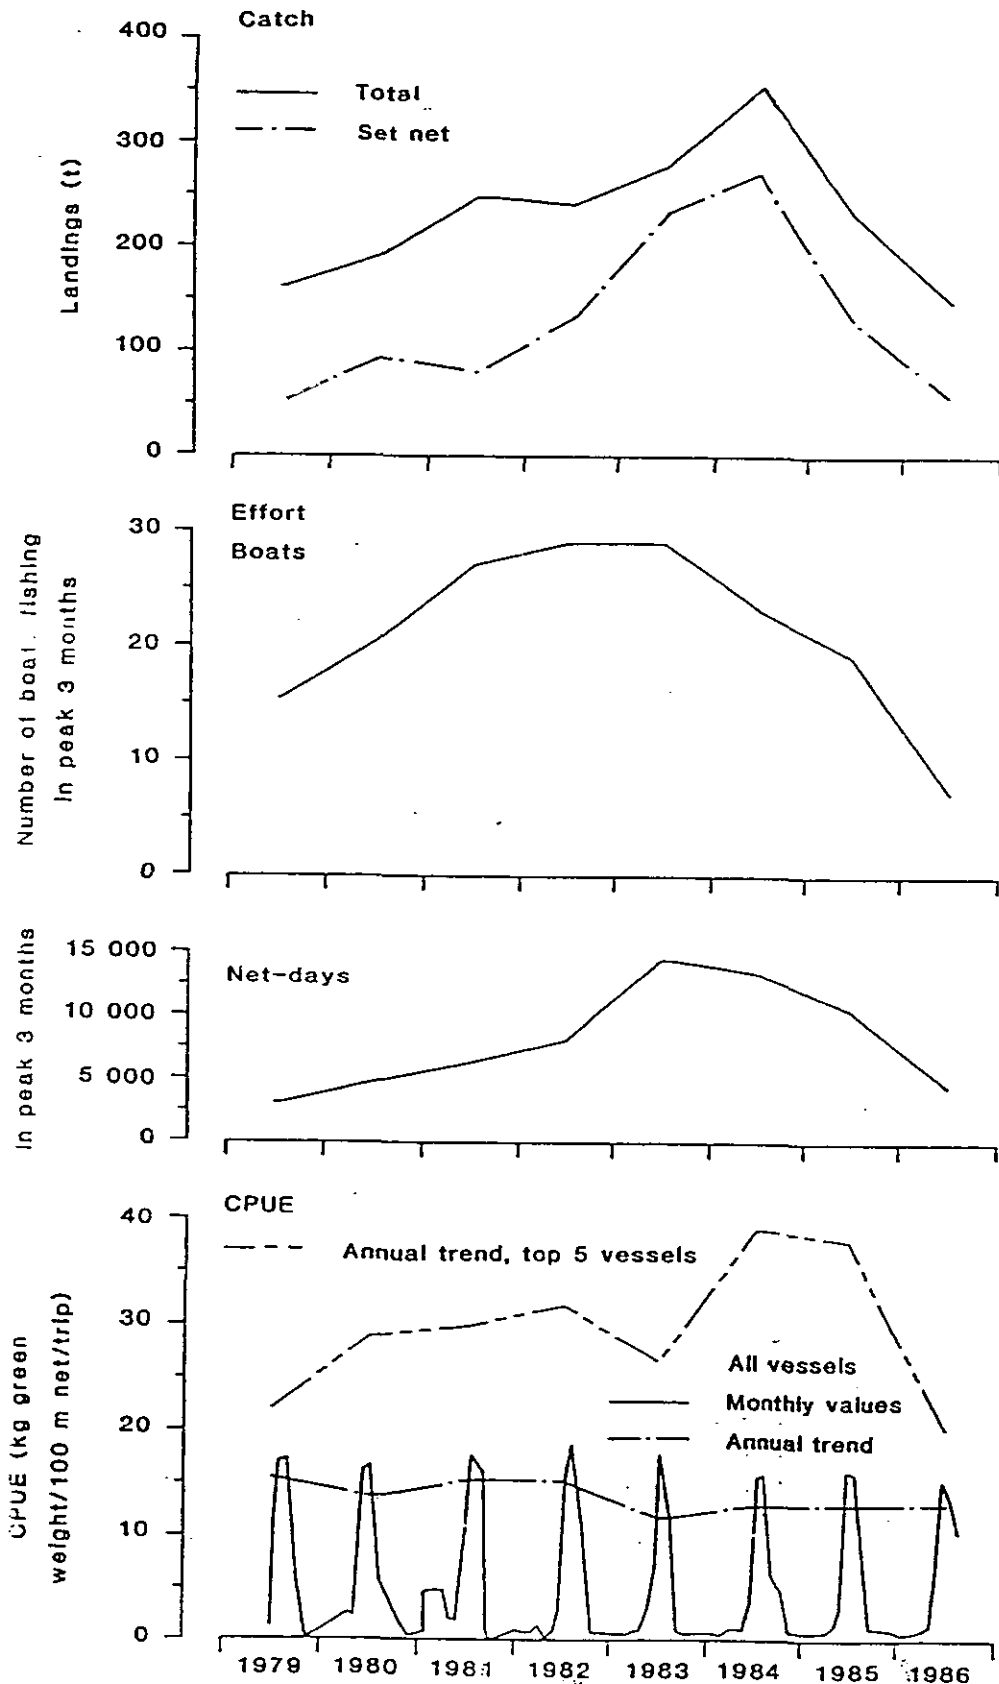 Catch
400
300
200
100
0
Landings (t)
Total
Set net
Effort
Boats
30
20
10
0
Number of boat. fishing
in peak 3 months
Net-days
15 000
10 000
5 000
0
in peak 3 months
CPUE
40
30
20
10
0
CPUE (kg green
weight/100 m net/trip)
Annual trend, top 5 vessels
All vessels
Monthly values
Annual trend
1979 1980 1981 1982 1983 1984 1985 1986